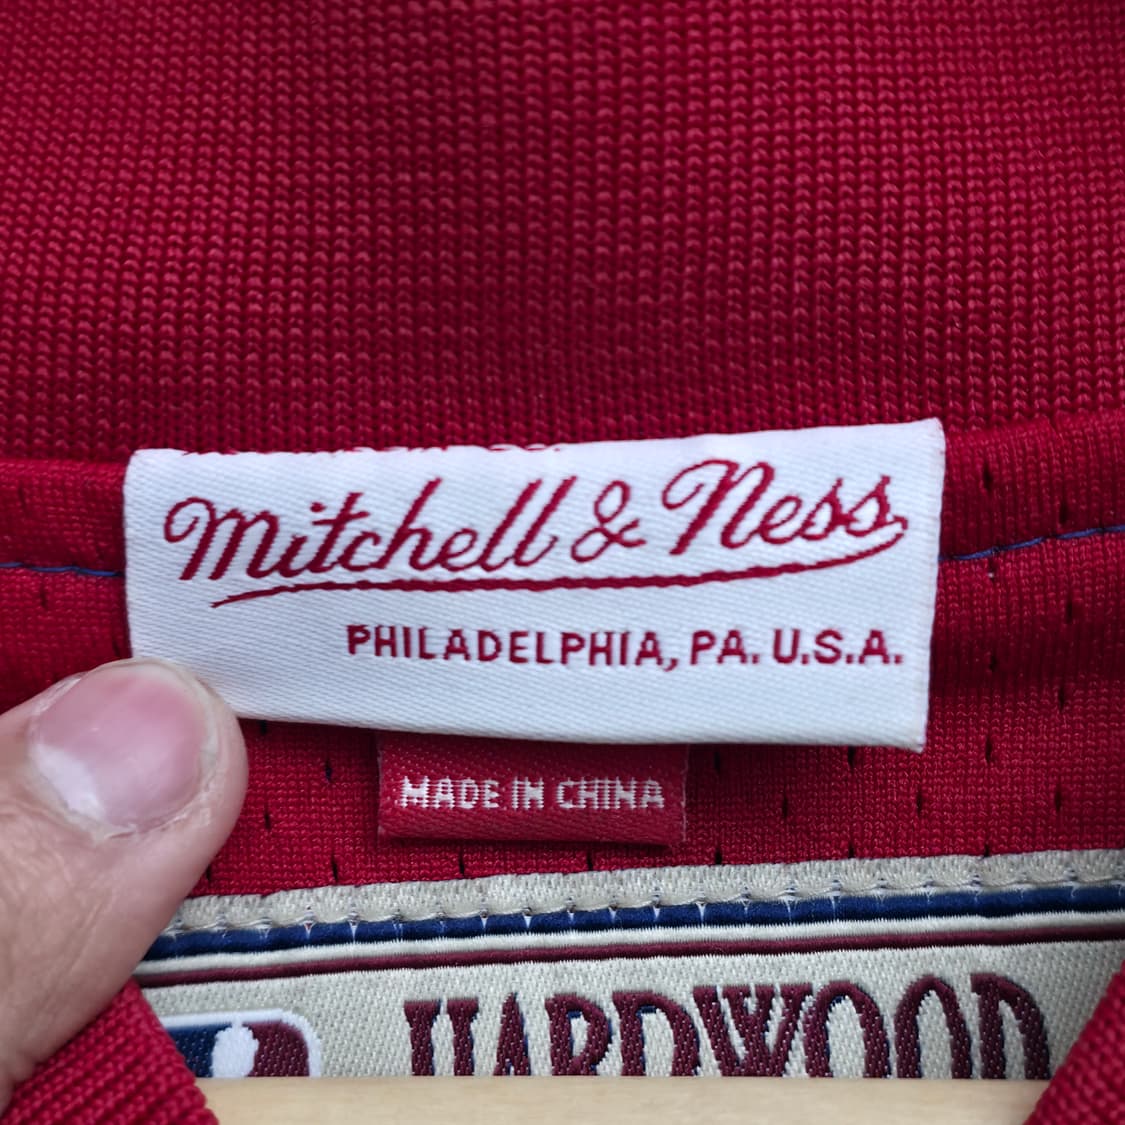 Mitchell & Ness
PHILADELPHIA, PA. U.S.A.
MADE IN CHINA
HARDWOOD